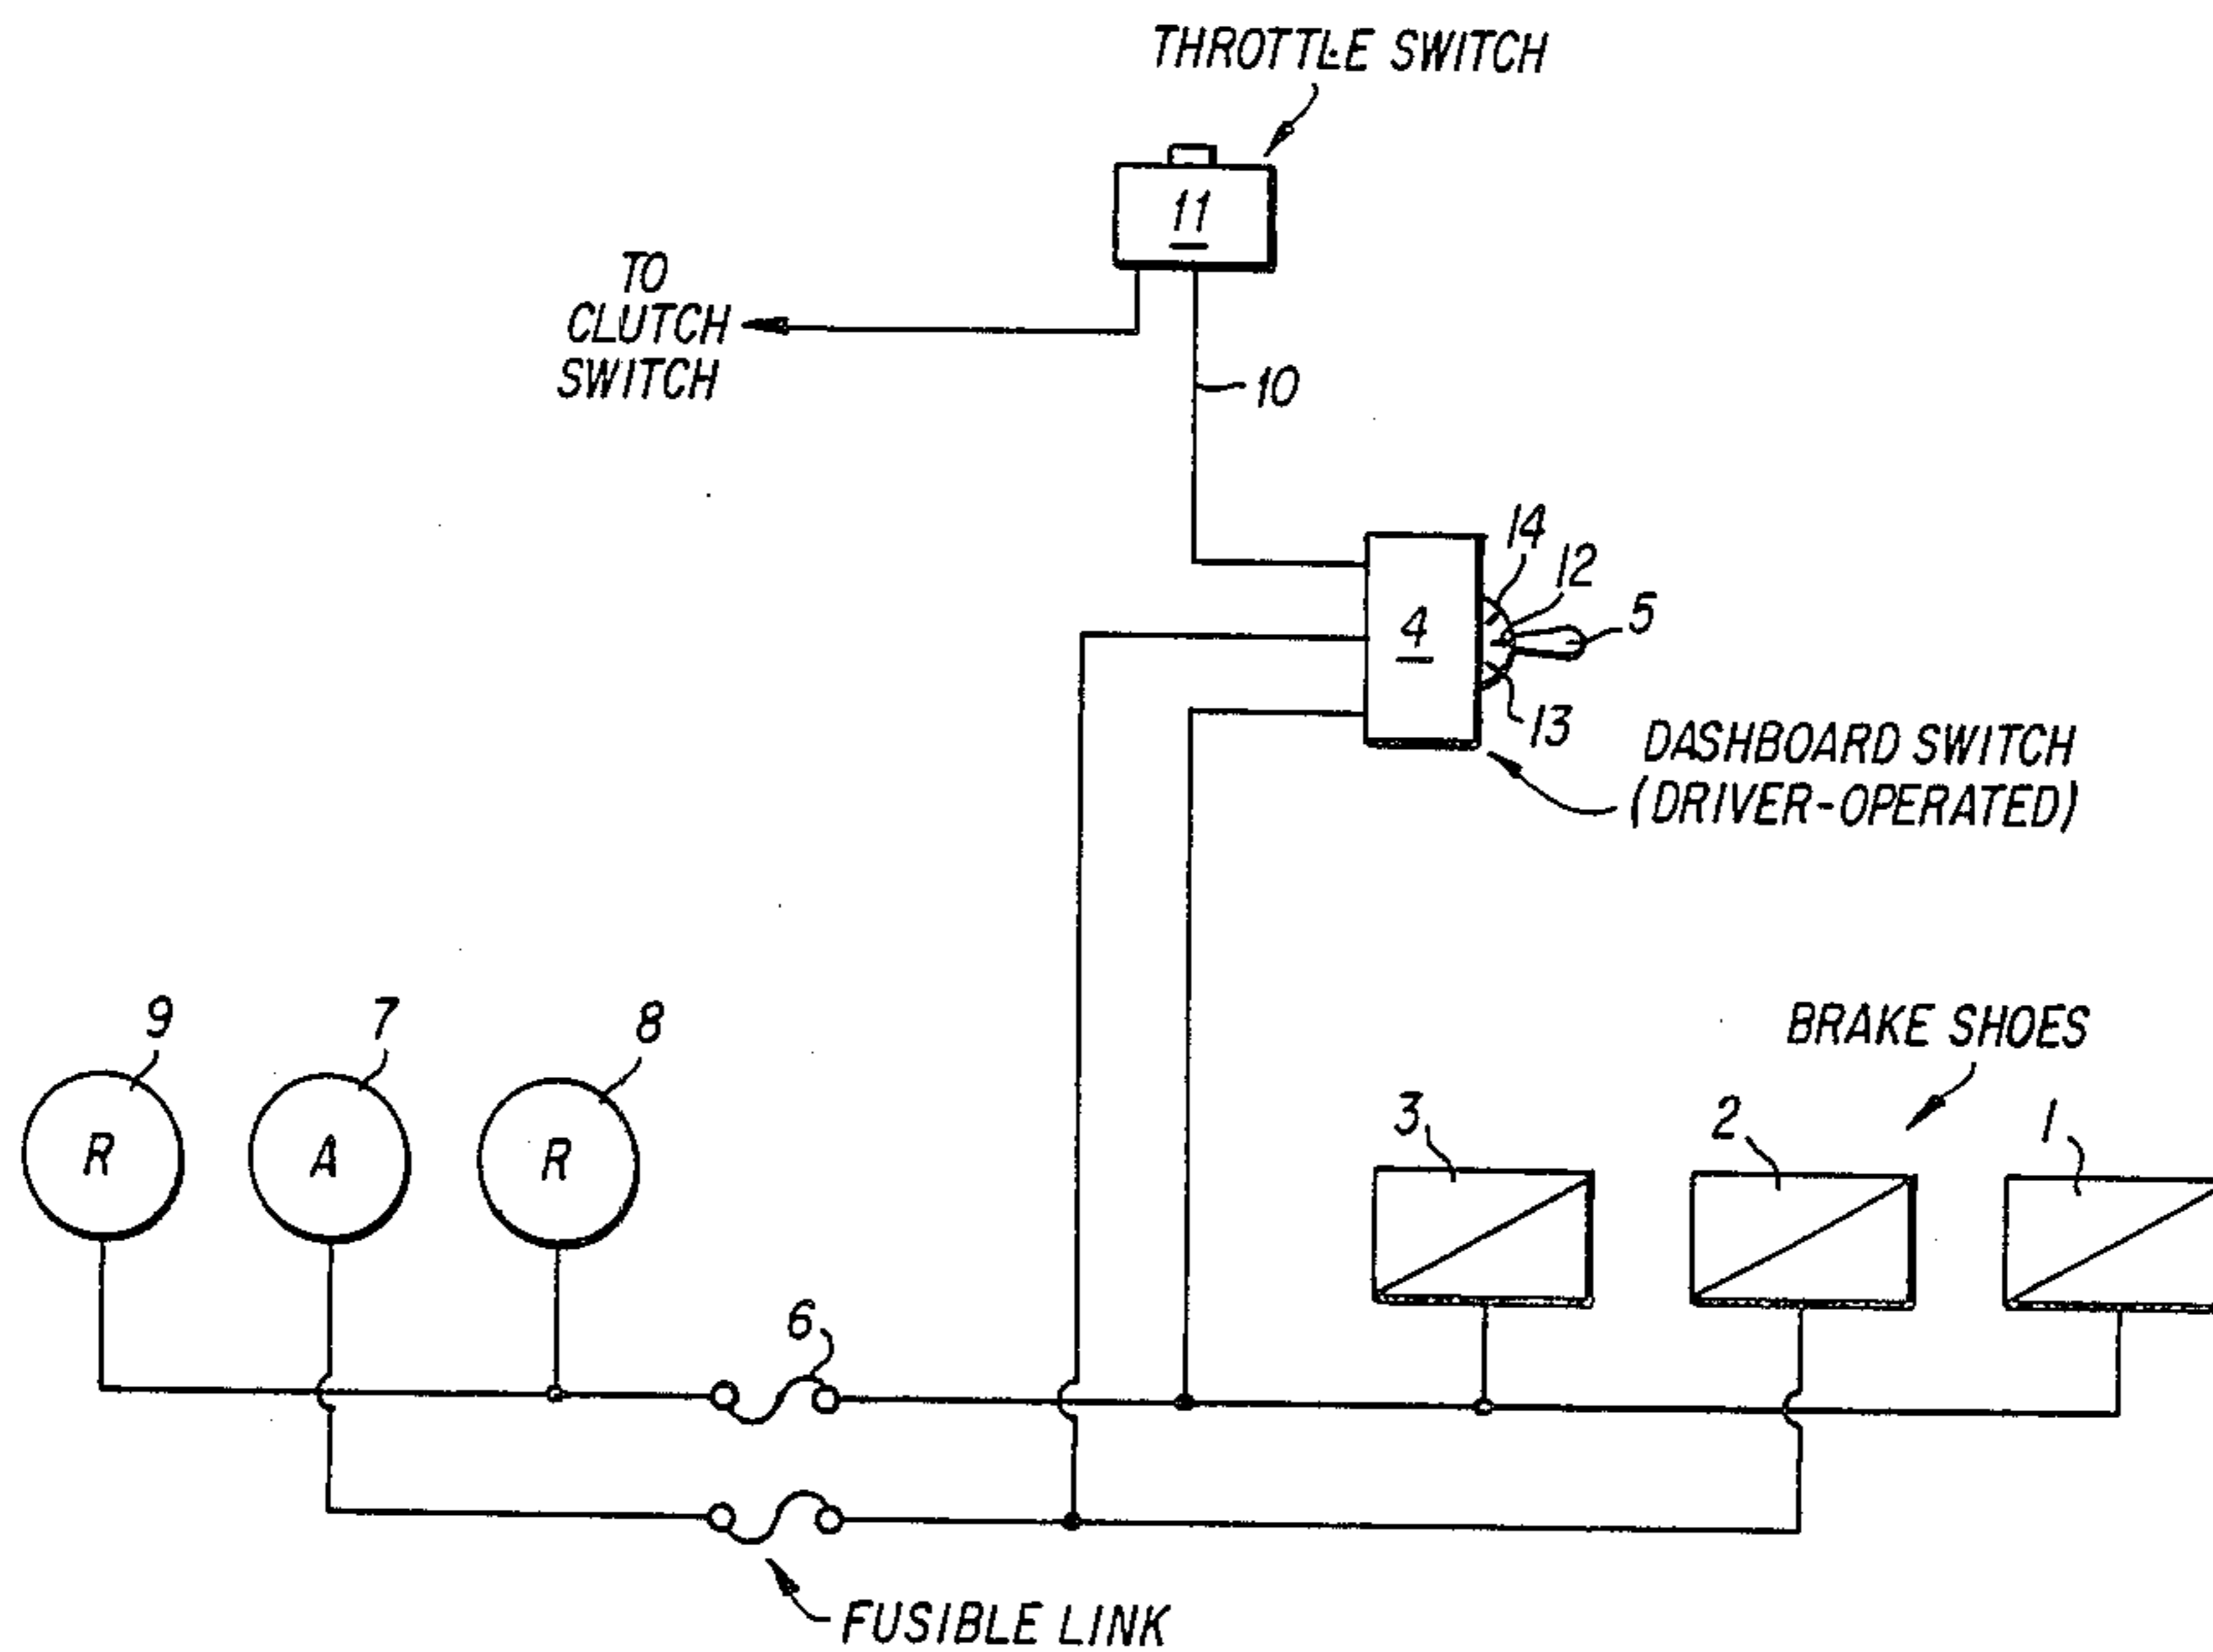 THROTTLE SWITCH
11
TO
CLUTCH
SWITCH
10
14
12
5
4
13
DASHBOARD SWITCH
(DRIVER-OPERATED)
9
7
8
BRAKE SHOES
R
A
R
3
2
1
6
FUSIBLE LINK